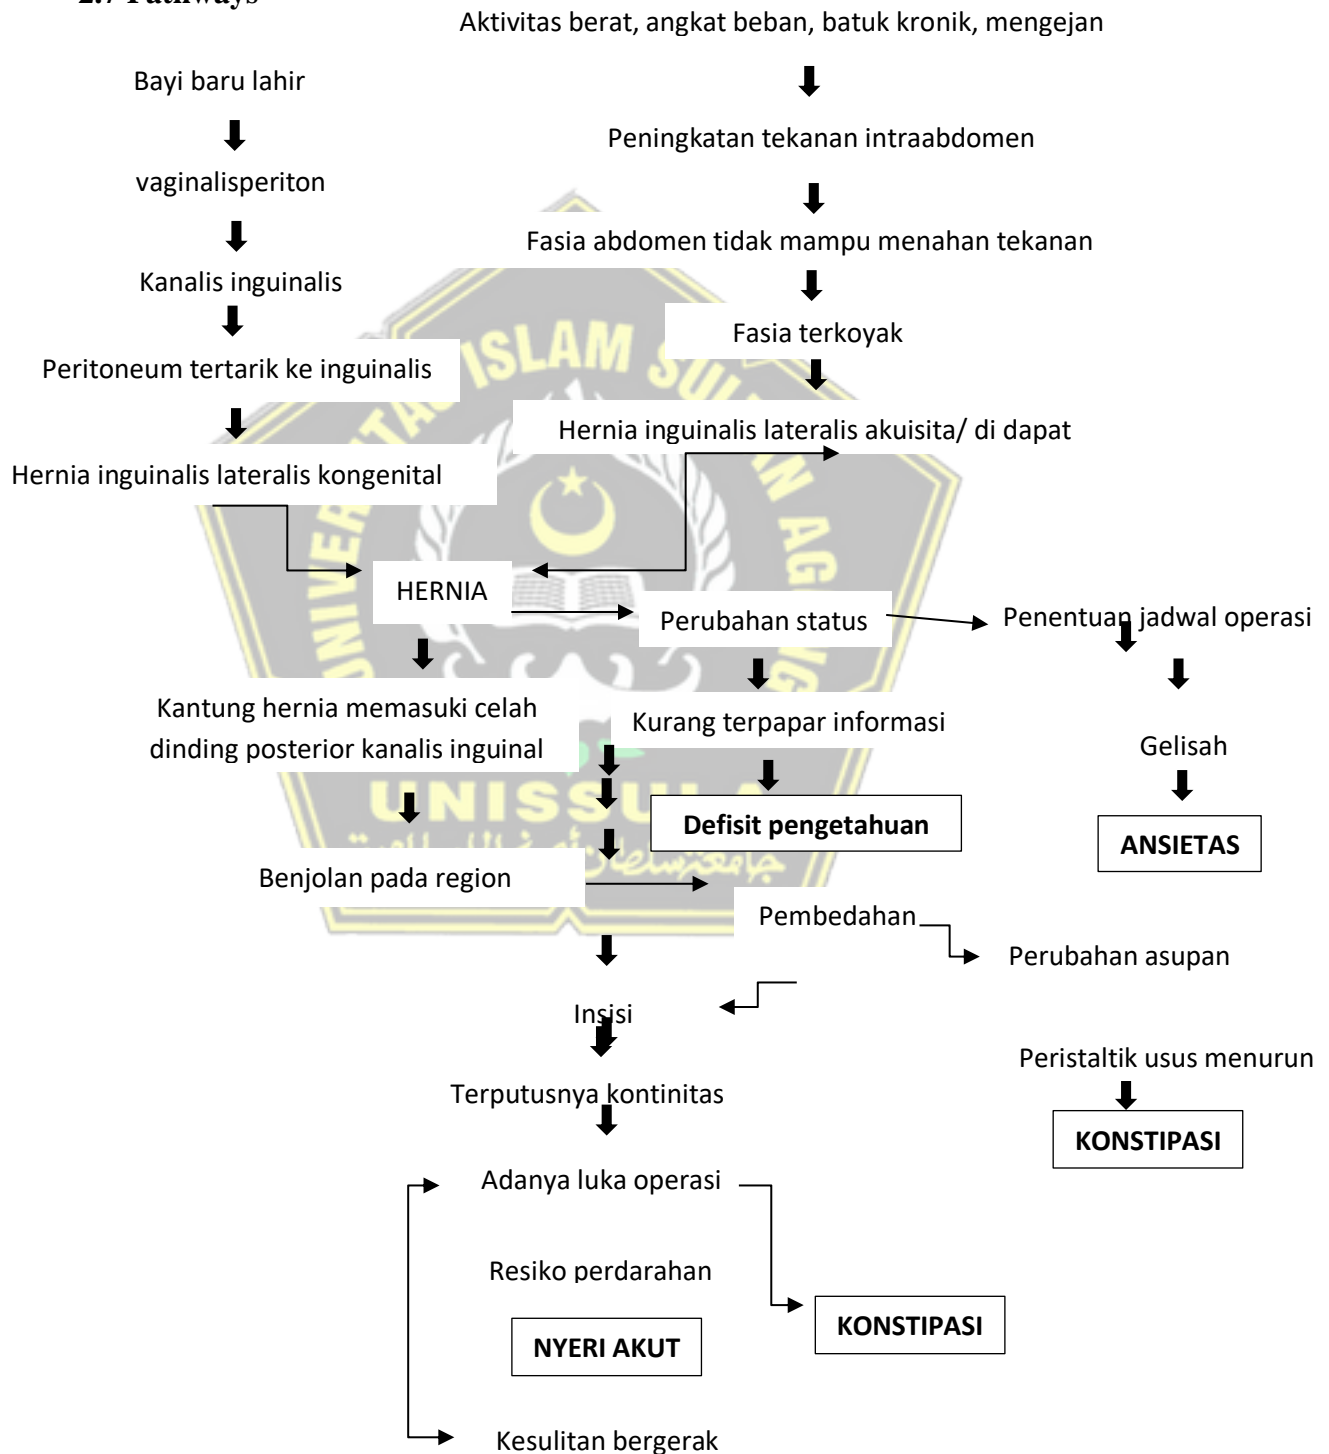 2.7 Pathways
Aktivitas berat, angkat beban, batuk kronik, mengejan
Bayi baru lahir
Peningkatan tekanan intraabdomen
vaginalisperiton
Fasia abdomen tidak mampu menahan tekanan
Kanalis inguinalis
Fasia terkoyak
Peritoneum tertarik ke inguinalis
Hernia inguinalis lateralis akuisita/ di dapat
Hernia inguinalis lateralis kongenital
HERNIA
Perubahan status
Penentuan jadwal operasi
Kantung hernia memasuki celah
dinding posterior kanalis inguinal
Kurang terpapar informasi
Gelisah
Defisit pengetahuan
ANSIETAS
Benjolan pada region
Pembedahan
Perubahan asupan
Insisi
Peristaltik usus menurun
Terputusnya kontinitas
KONSTIPASI
Adanya luka operasi
Resiko perdarahan
KONSTIPASI
NYERI AKUT
Kesulitan bergerak
UNISSULA